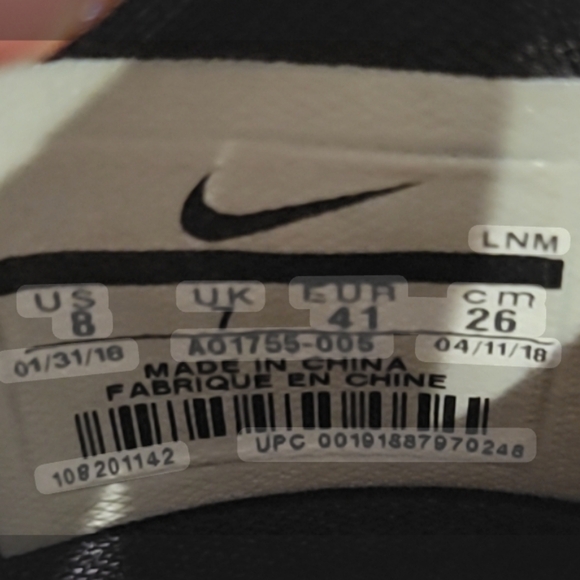 LNM
US UK EUR cm
8 7 41 26
01/31/18 AO1755-005 04/11/18
MADE IN CHINA
FABRIQUE EN CHINE
UPC 00191887970248
108201142